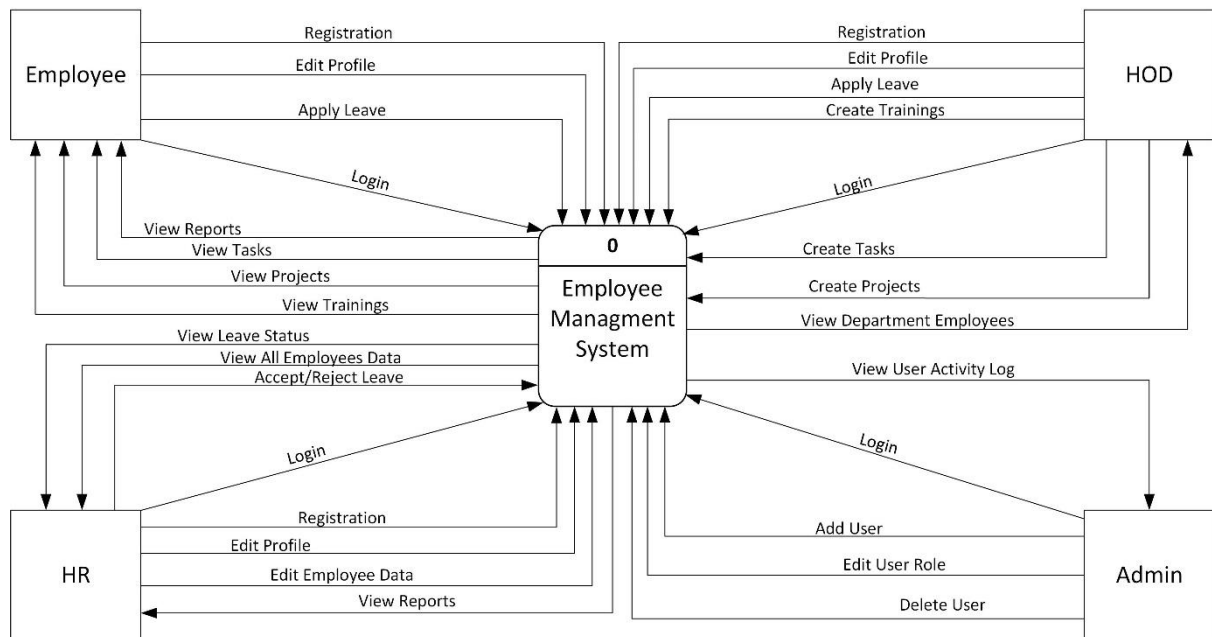 Employee
Registration
Edit Profile
Apply Leave
Login
View Reports
View Tasks
View Projects
View Trainings
Registration
Edit Profile
Apply Leave
Create Trainings
HOD
Login
Create Tasks
Create Projects
View Department Employees
0
Employee
Managment
System
View Leave Status
View All Employees Data
Accept/Reject Leave
Login
HR
Registration
Edit Profile
Edit Employee Data
View Reports
View User Activity Log
Login
Add User
Edit User Role
Delete User
Admin